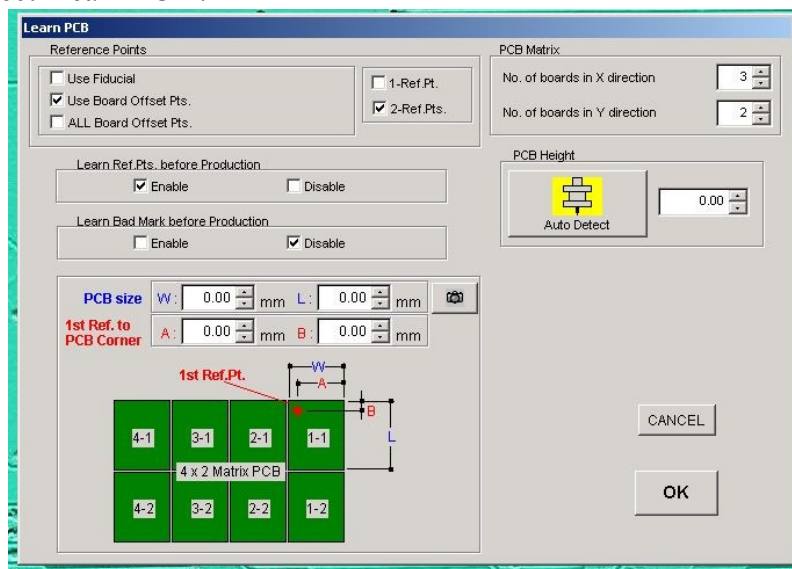 Learn PCB
Reference Points
Use Fiducial
Use Board Offset Pts.
ALL Board Offset Pts.
1-Ref.Pt.
2-Ref.Pts.
PCB Matrix
No. of boards in X direction 3
No. of boards in Y direction 2
Learn Ref.Pts. before Production
Enable Disable
Learn Bad Mark before Production
Enable Disable
PCB Height
Auto Detect
0.00
PCB size W: 0.00 mm L: 0.00 mm
1st Ref. to
PCB Corner A: 0.00 mm B: 0.00 mm
1st Ref.Pt.
W
A
B
L
4-1 3-1 2-1 1-1
4 x 2 Matrix PCB
4-2 3-2 2-2 1-2
CANCEL
OK